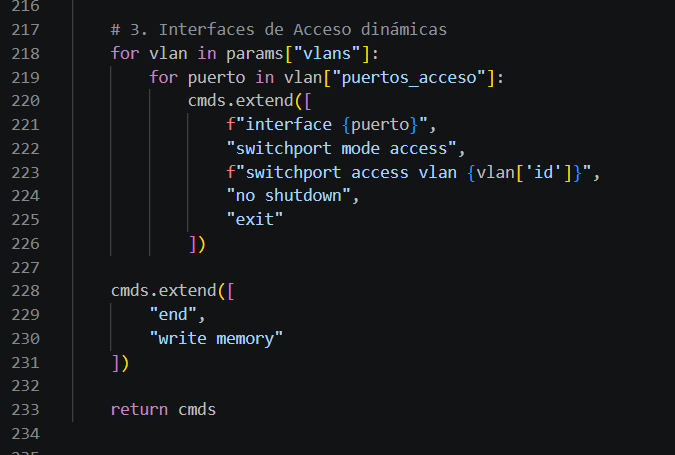 216
217 # 3. Interfaces de Acceso dinámicas
218 for vlan in params["vlans"]:
219 for puerto in vlan["puertos_acceso"]:
220 cmds.extend([
221 f"interface {puerto}",
222 "switchport mode access",
223 f"switchport access vlan {vlan['id']}",
224 "no shutdown",
225 "exit"
226 ])
227
228 cmds.extend([
229 "end",
230 "write memory"
231 ])
232
233 return cmds
234
235